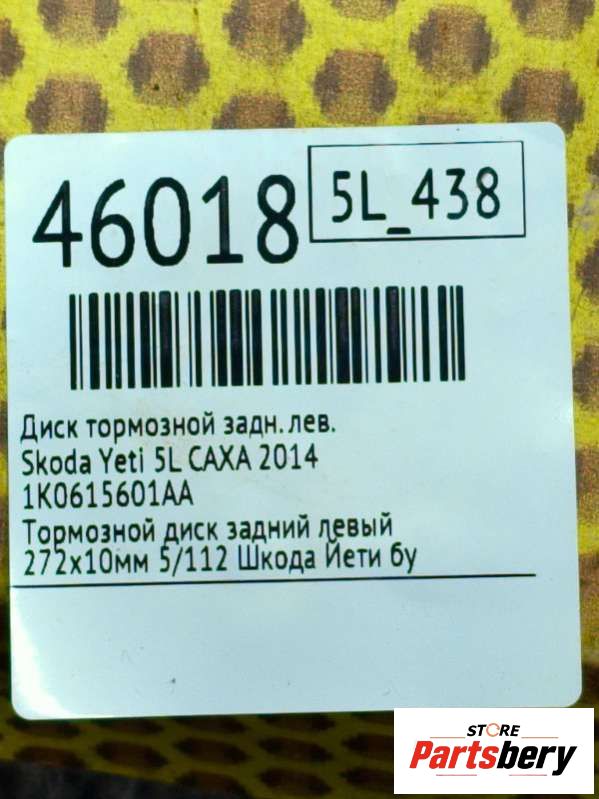 46018
5L_438
Диск тормозной задн. лев.
Skoda Yeti 5L CAXA 2014
1K0615601AA
Тормозной диск задний левый
272х10мм 5/112 Шкода Йети бу
STORE
Partsbery